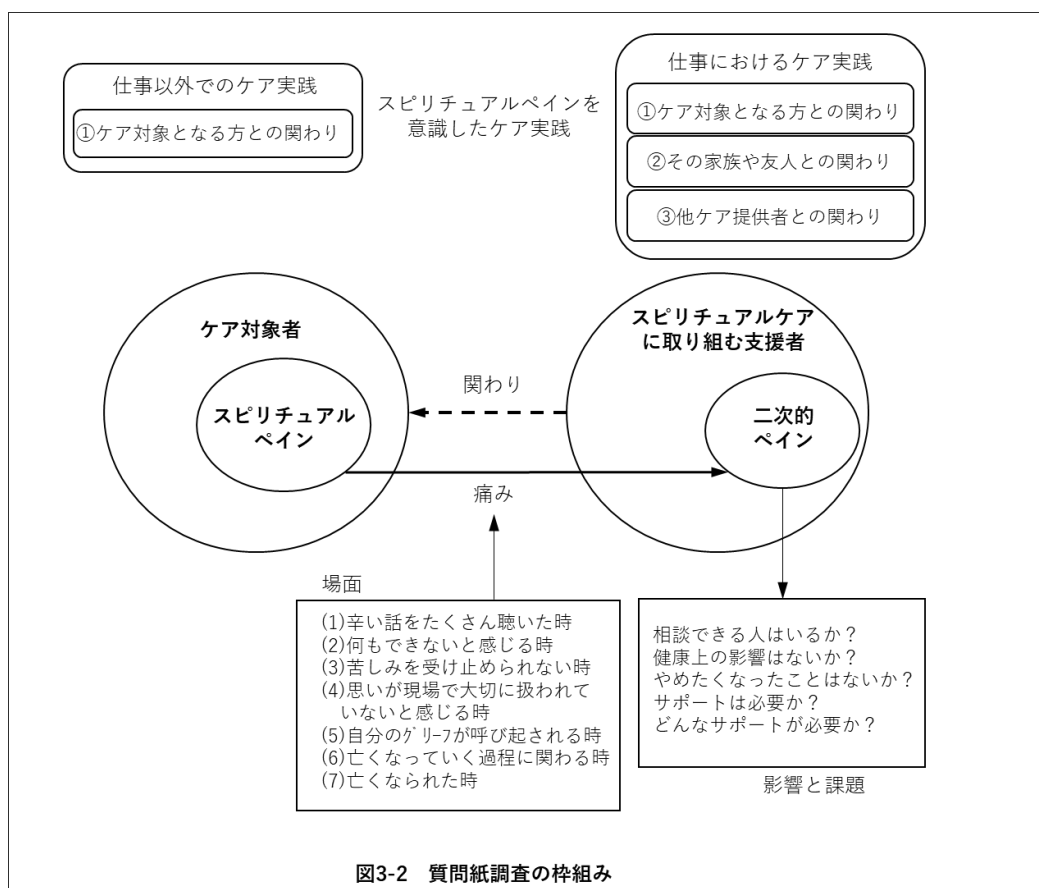 仕事以外でのケア実践
①ケア対象となる方との関わり
スピリチュアルペインを
意識したケア実践
仕事におけるケア実践
①ケア対象となる方との関わり
②その家族や友人との関わり
③他ケア提供者との関わり
ケア対象者
スピリチュアル
ペイン
関わり
痛み
スピリチュアルケア
に取り組む支援者
二次的
ペイン
場面
(1)辛い話をたくさん聴いた時
(2)何もできないと感じる時
(3)苦しみを受け止められない時
(4)思いが現場で大切に扱われて
いないと感じる時
(5)自分のｸﾞﾘｰﾌが呼び起される時
(6)亡くなっていく過程に関わる時
(7)亡くなられた時
相談できる人はいるか？
健康上の影響はないか？
やめたくなったことはないか？
サポートは必要か？
どんなサポートが必要か？
影響と課題
図3-2 質問紙調査の枠組み